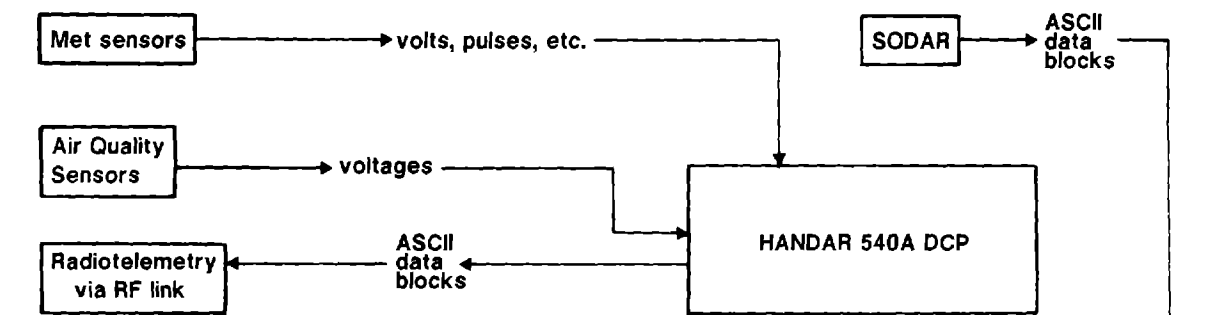 Met sensors
volts, pulses, etc.
SODAR
ASCII
data
blocks
Air Quality
Sensors
voltages
HANDAR 540A DCP
Radiotelemetry
via RF link
ASCII
data
blocks